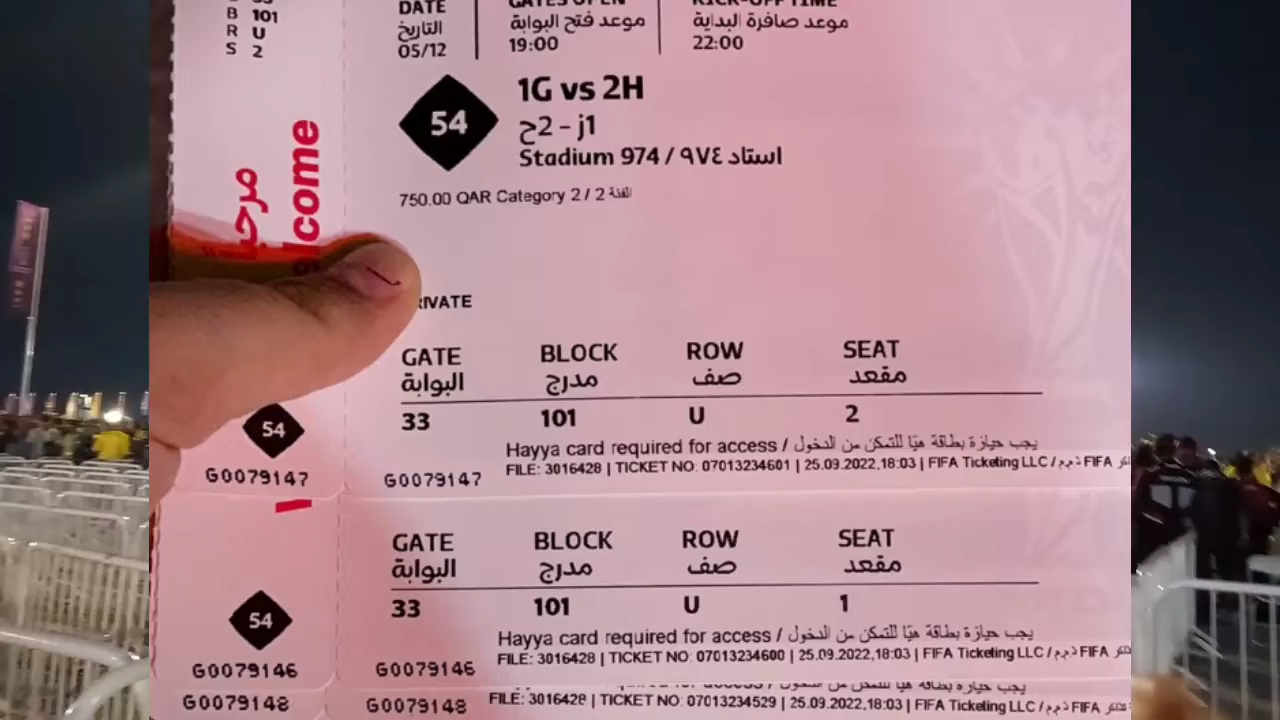 B 101
R U
S 2
DATE
التاريخ
05/12
GATES OPEN
موعد فتح البوابة
19:00
KICK-OFF TIME
موعد صافرة البداية
22:00
54
1G vs 2H
ج1 - 2ح
Stadium 974 / استاد ٩٧٤
750.00 QAR Category 2 / 2 الفئة
مرحبا
lcome
RIVATE
GATE BLOCK ROW SEAT
البوابة مدرج صف مقعد
33 101 U 2
Hayya card required for access / يجب حيازة بطاقة هيّا للتمكن من الدخول
FILE: 3016428 | TICKET NO: 07013234601 | 25.09.2022,18:03 | FIFA Ticketing LLC / FIFA ذ.م.م
54
G0079147 G0079147
GATE BLOCK ROW SEAT
البوابة مدرج صف مقعد
33 101 U 1
Hayya card required for access / يجب حيازة بطاقة هيّا للتمكن من الدخول
FILE: 3016428 | TICKET NO: 07013234600 | 25.09.2022,18:03 | FIFA Ticketing LLC / FIFA ذ.م.م
54
G0079146 G0079146
FILE: 3016428 | TICKET NO: 07013234529 | 25.09.2022,18:03 | FIFA Ticketing LLC / FIFA ذ.م.م
G0079148 G0079148